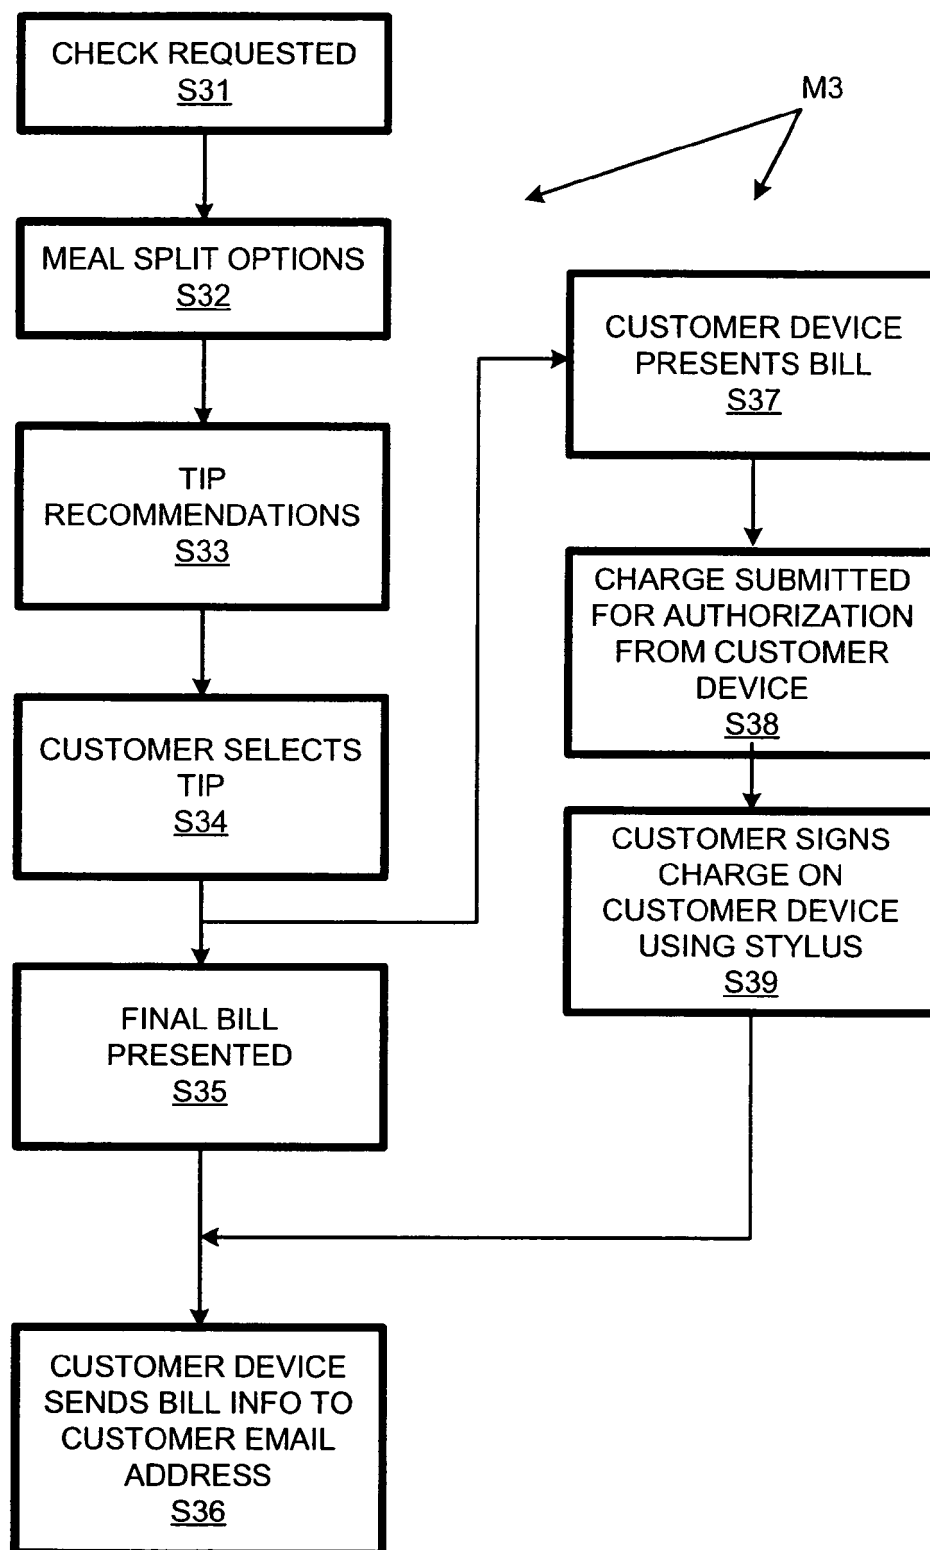 CHECK REQUESTED
S31
M3
MEAL SPLIT OPTIONS
S32
TIP
RECOMMENDATIONS
S33
CUSTOMER SELECTS
TIP
S34
FINAL BILL
PRESENTED
S35
CUSTOMER DEVICE
SENDS BILL INFO TO
CUSTOMER EMAIL
ADDRESS
S36
CUSTOMER DEVICE
PRESENTS BILL
S37
CHARGE SUBMITTED
FOR AUTHORIZATION
FROM CUSTOMER
DEVICE
S38
CUSTOMER SIGNS
CHARGE ON
CUSTOMER DEVICE
USING STYLUS
S39